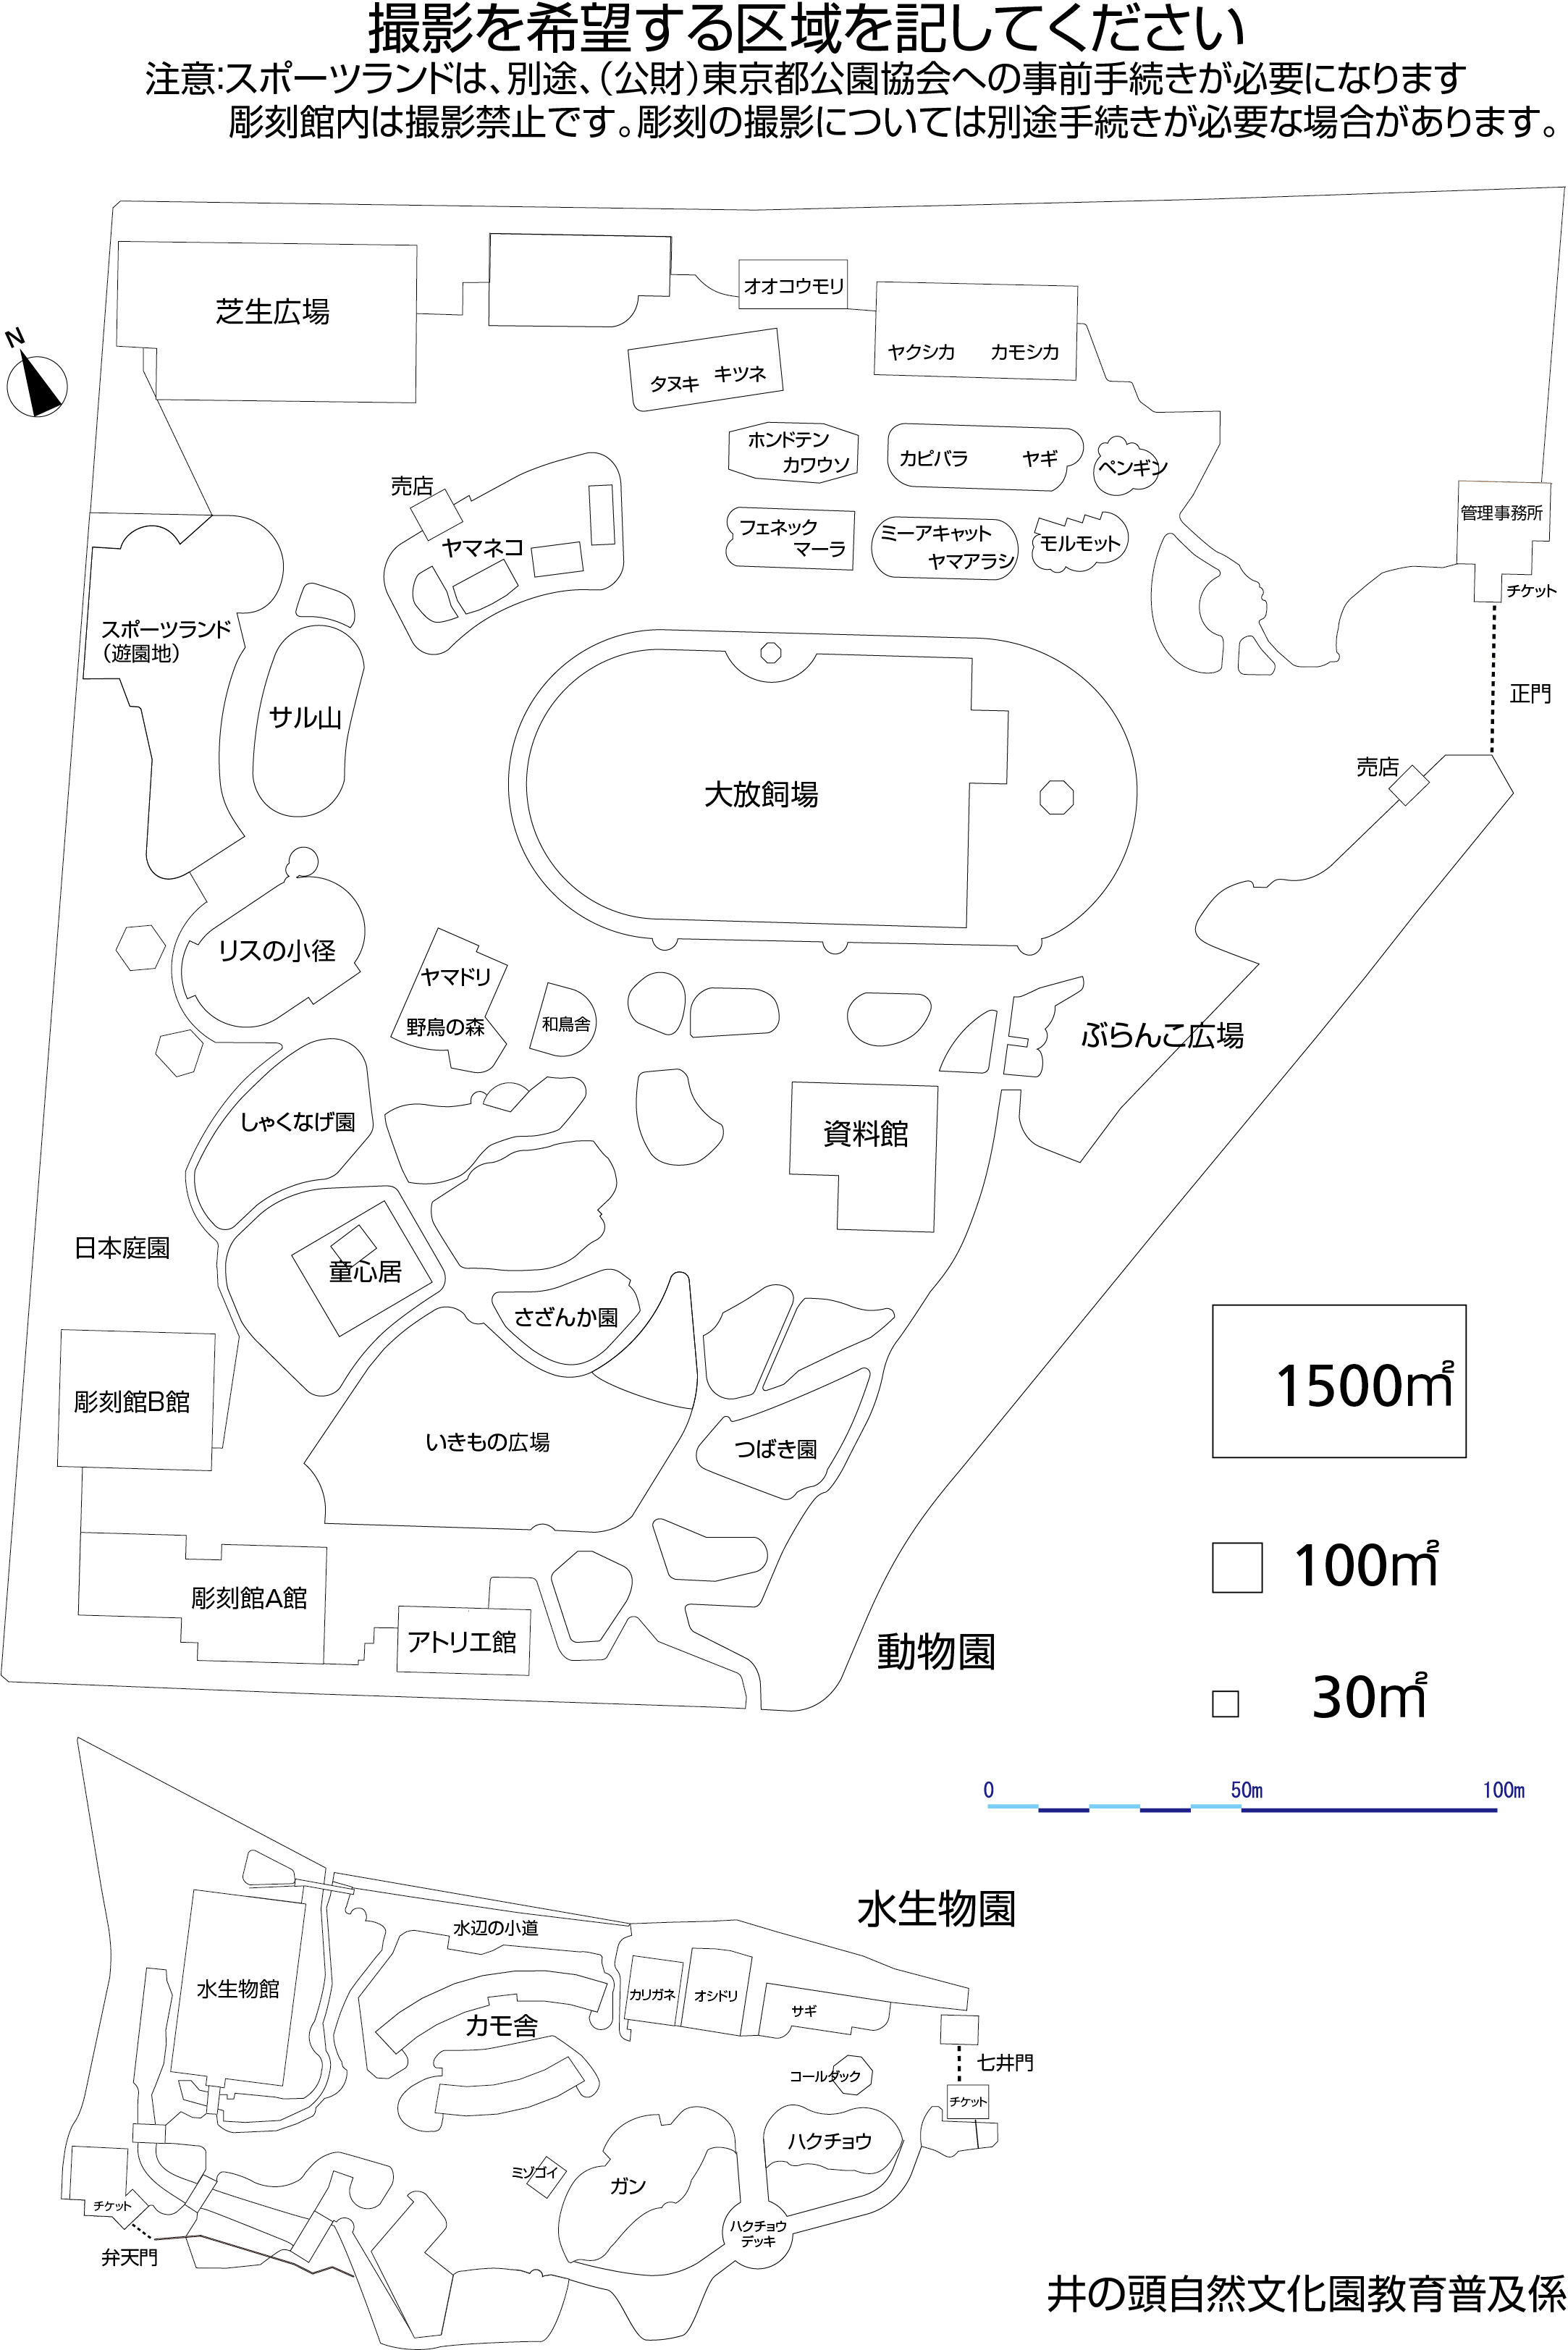 撮影を希望する区域を記してください
注意:スポーツランドは、別途、(公財)東京都公園協会への事前手続きが必要になります
彫刻館内は撮影禁止です。彫刻の撮影については別途手続きが必要な場合があります。
N
芝生広場
オオコウモリ
ヤクシカ
カモシカ
タヌキ
キツネ
ホンドテン
カワウソ
カピバラ
ヤギ
ペンギン
売店
ヤマネコ
フェネック
マーラ
ミーアキャット
ヤマアラシ
モルモット
管理事務所
チケット
スポーツランド
(遊園地)
サル山
正門
売店
大放飼場
リスの小径
ヤマドリ
野鳥の森
和鳥舎
ぶらんこ広場
しゃくなげ園
資料館
日本庭園
童心居
さざんか園
彫刻館B館
いきもの広場
つばき園
1500㎡
100㎡
彫刻館A館
アトリエ館
動物園
30㎡
0
50m
100m
水生物園
水辺の小道
水生物館
カリガネ
オシドリ
サギ
カモ舎
七井門
コールダック
チケット
ハクチョウ
ミゾゴイ
ガン
チケット
ハクチョウ
デッキ
弁天門
井の頭自然文化園教育普及係